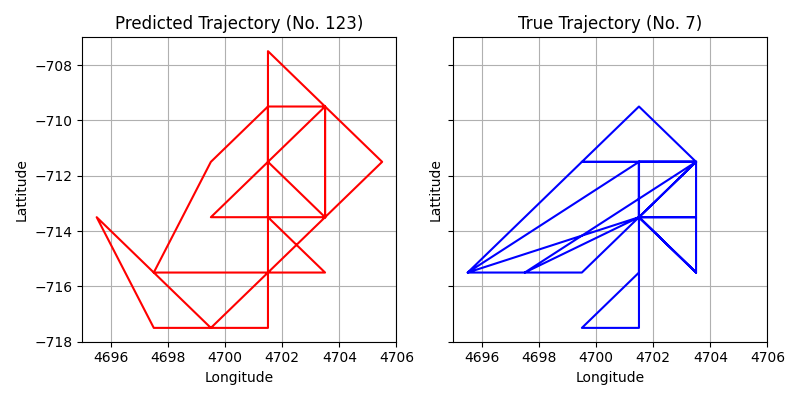 Predicted Trajectory (No. 123)
True Trajectory (No. 7)
−708
−710
−712
−714
−716
−718
Lattitude
Lattitude
4696 4698 4700 4702 4704 4706
4696 4698 4700 4702 4704 4706
Longitude
Longitude